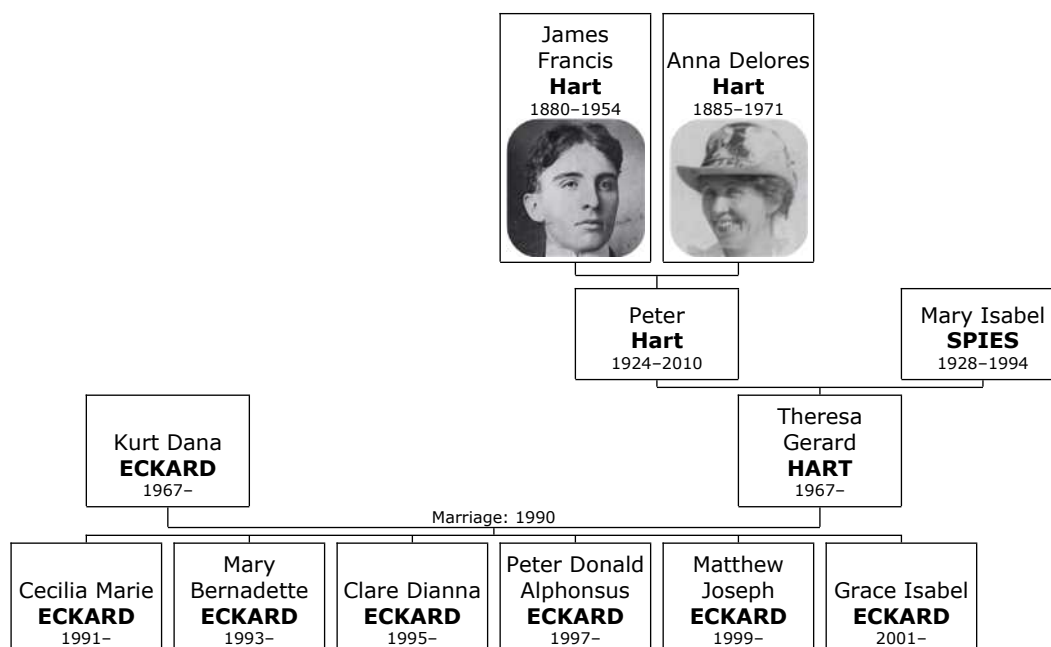 James
Francis
Hart
1880–1954
Anna Delores
Hart
1885–1971
Peter
Hart
1924–2010
Mary Isabel
SPIES
1928–1994
Kurt Dana
ECKARD
1967–
Theresa
Gerard
HART
1967–
Marriage: 1990
Cecilia Marie
ECKARD
1991–
Mary
Bernadette
ECKARD
1993–
Clare Dianna
ECKARD
1995–
Peter Donald
Alphonsus
ECKARD
1997–
Matthew
Joseph
ECKARD
1999–
Grace Isabel
ECKARD
2001–